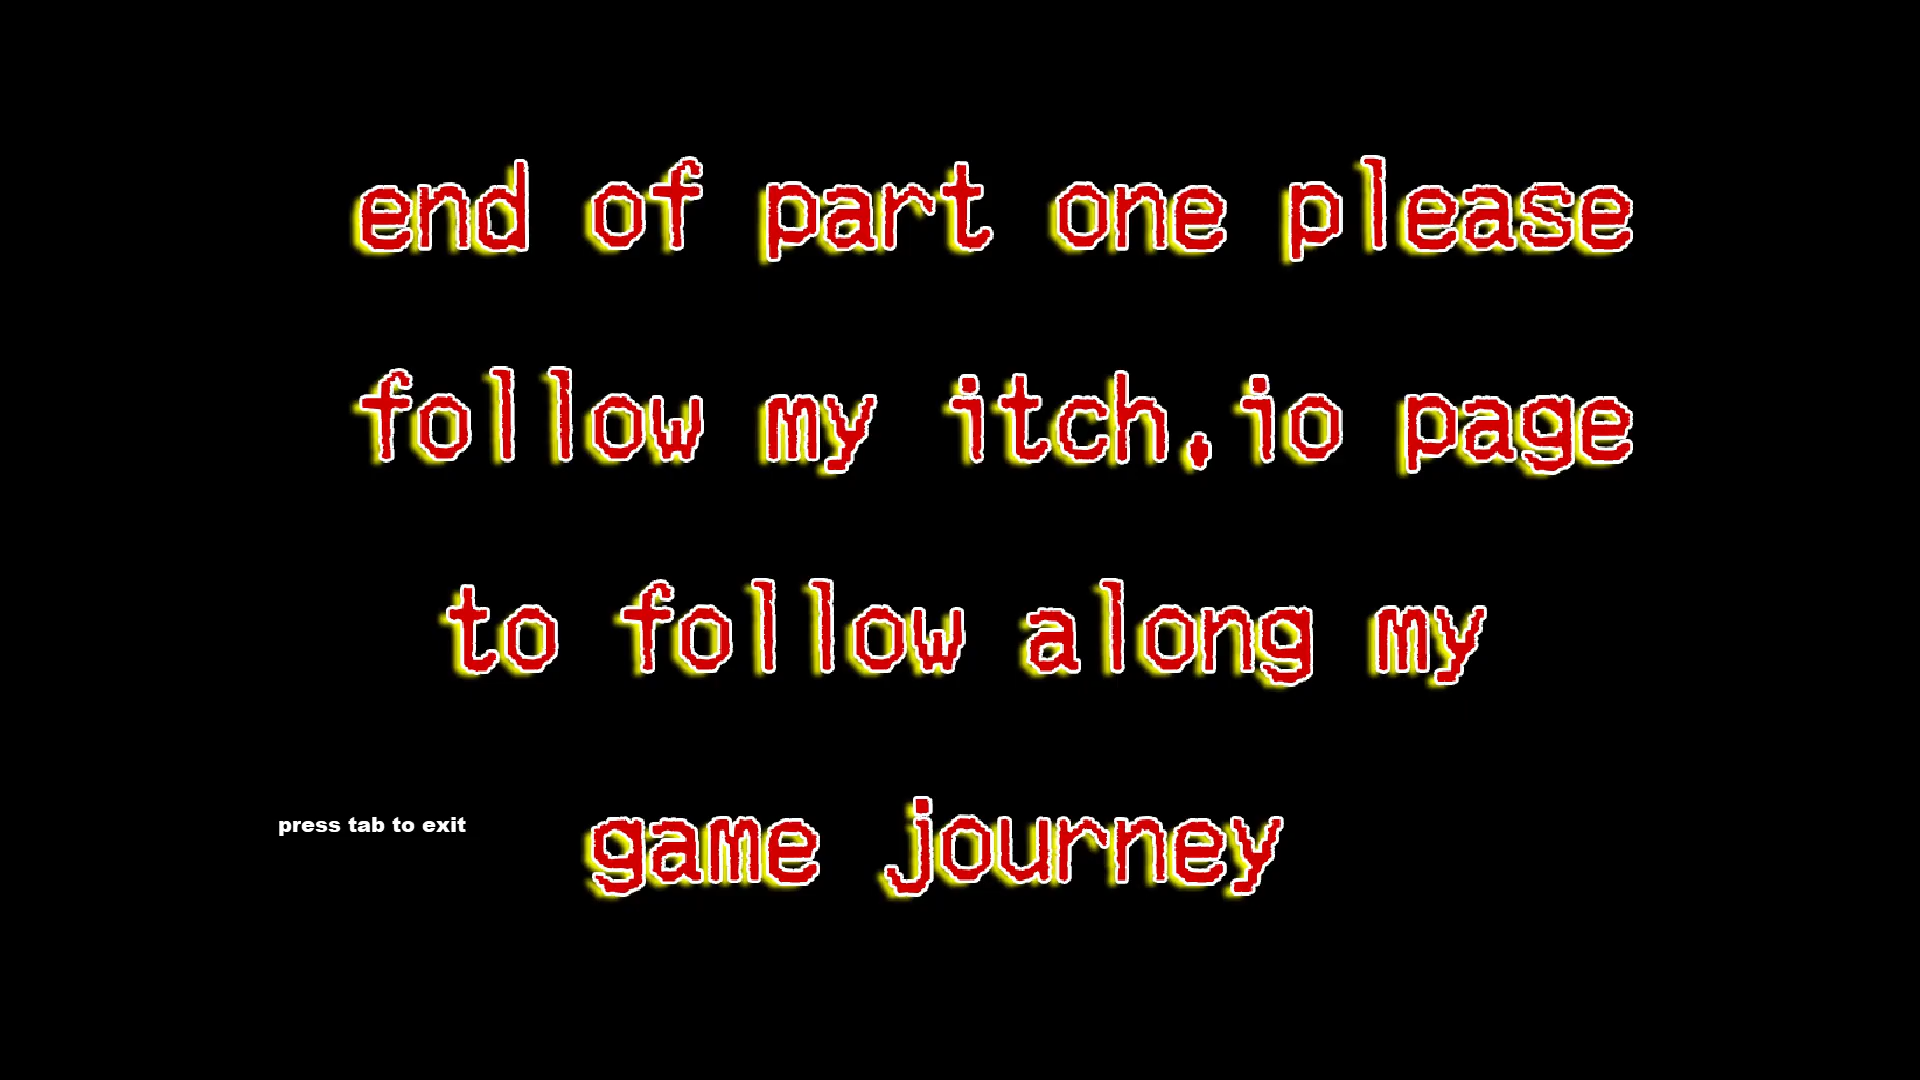 end of part one please
follow my itch.io page
to follow along my
press tab to exit
game journey